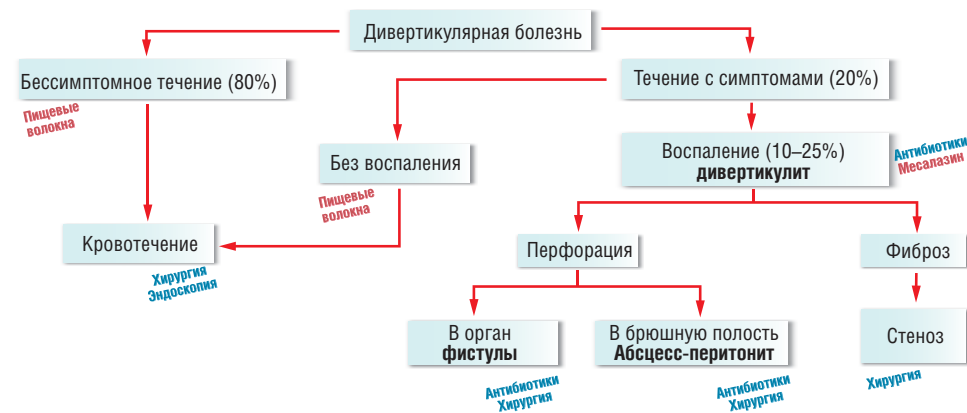 Дивертикулярная болезнь
Бессимптомное течение (80%)
Течение с симптомами (20%)
Пищевые
волокна
Без воспаления
Воспаление (10–25%)
дивертикулит
Антибиотики
Месалазин
Пищевые
волокна
Кровотечение
Перфорация
Фиброз
Хирургия
Эндоскопия
В орган
фистулы
В брюшную полость
Абсцесс-перитонит
Стеноз
Антибиотики
Хирургия
Антибиотики
Хирургия
Хирургия